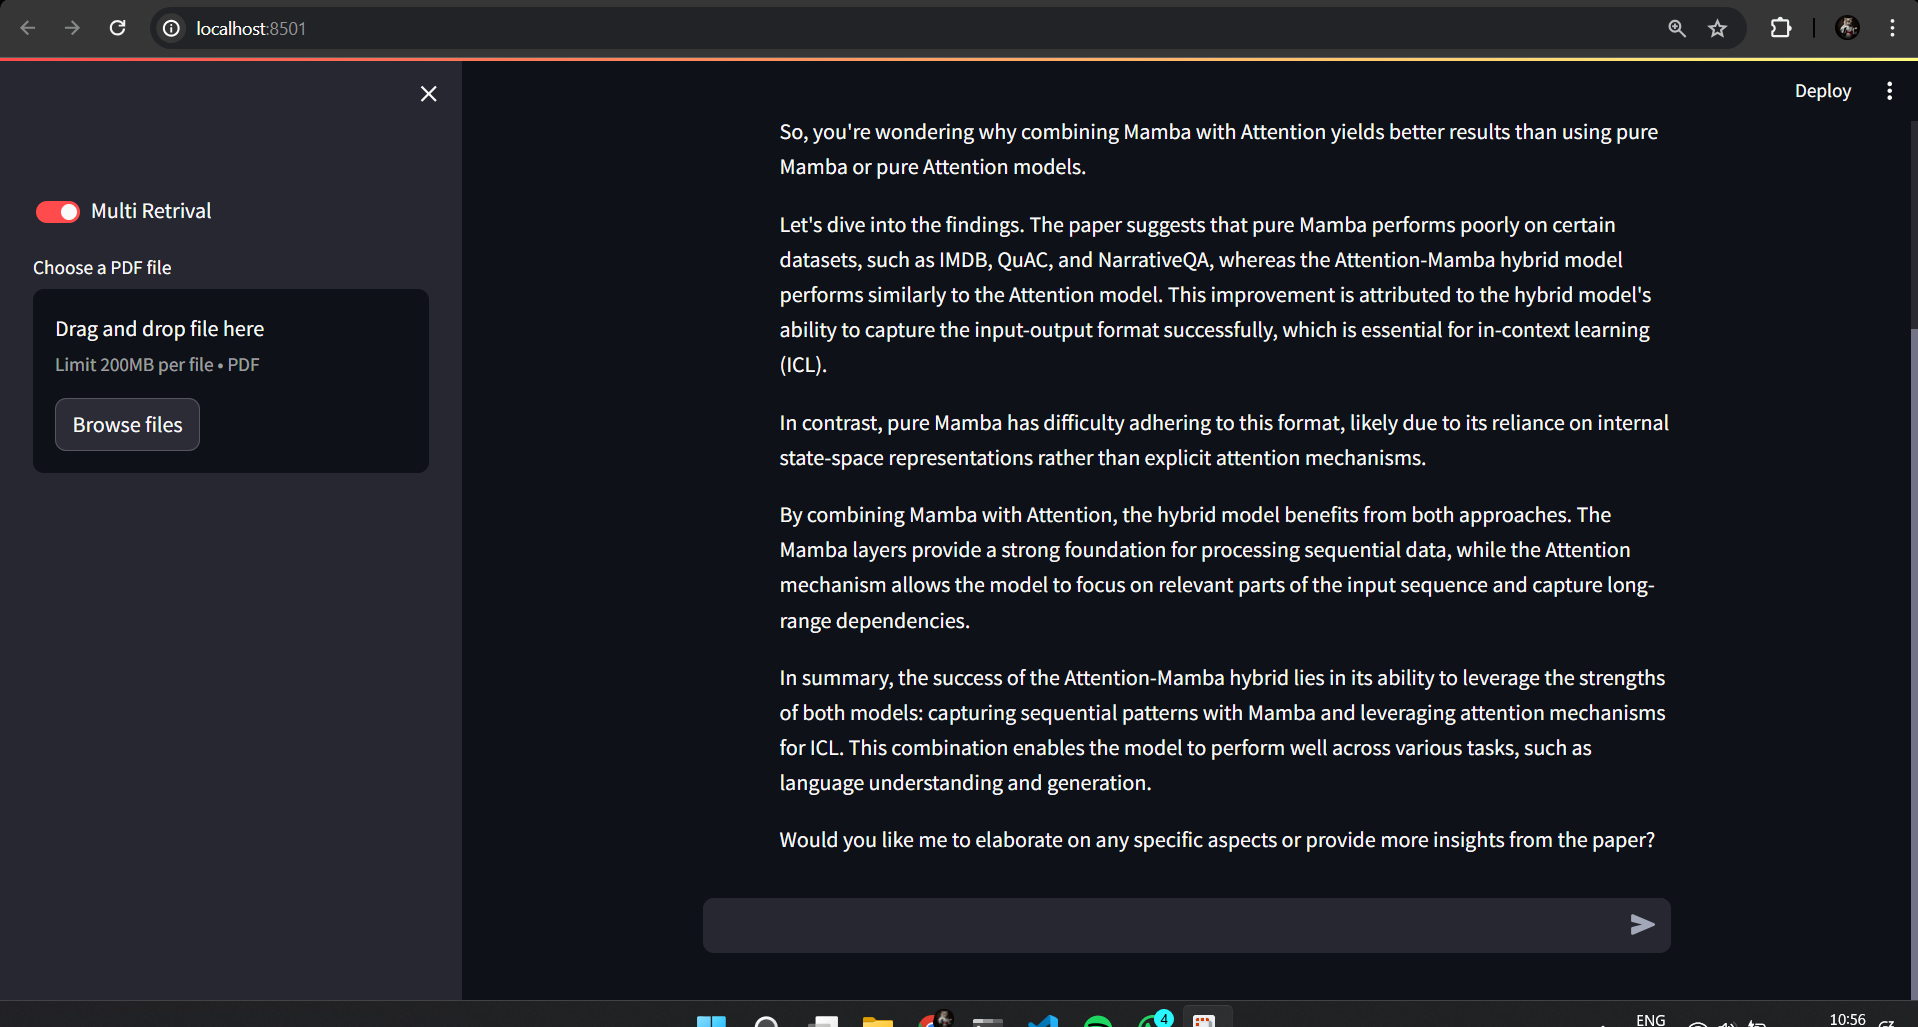 localhost:8501
Deploy
Multi Retrival
Choose a PDF file
Drag and drop file here
Limit 200MB per file • PDF
Browse files
So, you're wondering why combining Mamba with Attention yields better results than using pure
Mamba or pure Attention models.
Let's dive into the findings. The paper suggests that pure Mamba performs poorly on certain
datasets, such as IMDB, QuAC, and NarrativeQA, whereas the Attention-Mamba hybrid model
performs similarly to the Attention model. This improvement is attributed to the hybrid model's
ability to capture the input-output format successfully, which is essential for in-context learning
(ICL).
In contrast, pure Mamba has difficulty adhering to this format, likely due to its reliance on internal
state-space representations rather than explicit attention mechanisms.
By combining Mamba with Attention, the hybrid model benefits from both approaches. The
Mamba layers provide a strong foundation for processing sequential data, while the Attention
mechanism allows the model to focus on relevant parts of the input sequence and capture long-
range dependencies.
In summary, the success of the Attention-Mamba hybrid lies in its ability to leverage the strengths
of both models: capturing sequential patterns with Mamba and leveraging attention mechanisms
for ICL. This combination enables the model to perform well across various tasks, such as
language understanding and generation.
Would you like me to elaborate on any specific aspects or provide more insights from the paper?
4
ENG
10:56